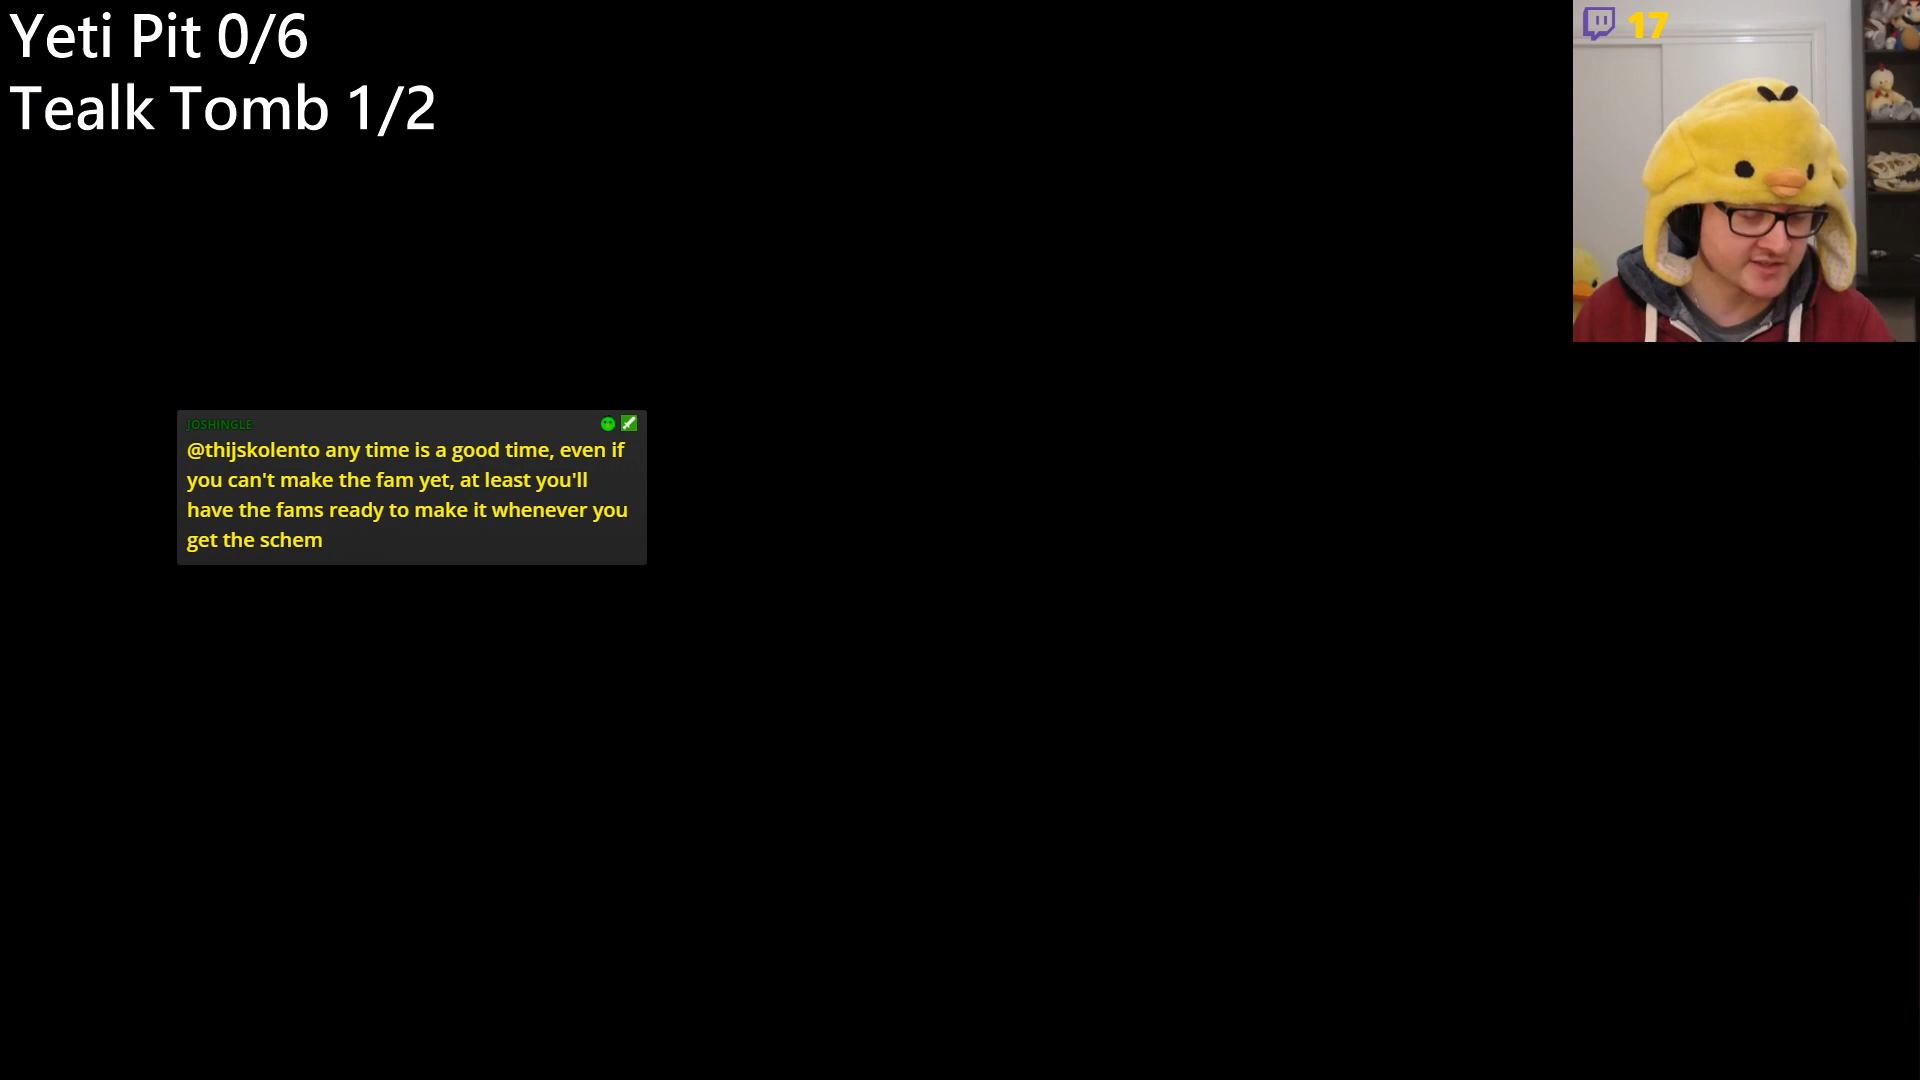 Yeti Pit 0/6
Tealk Tomb 1/2
17
JOSHINGLE
@thijskolento any time is a good time, even if
you can't make the fam yet, at least you'll
have the fams ready to make it whenever you
get the schem